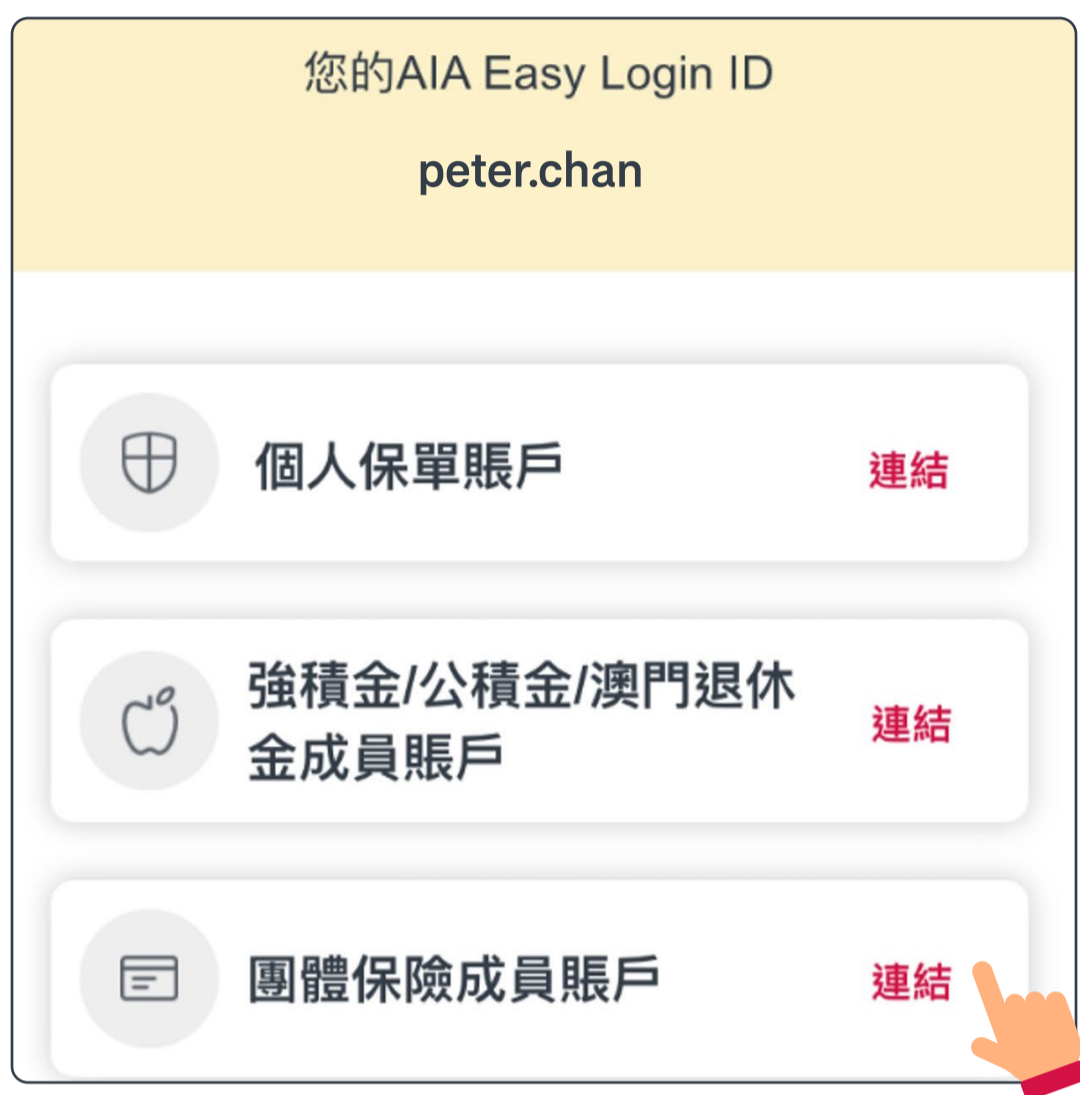 您的AIA Easy Login ID
peter.chan
個人保單賬戶
連結
強積金/公積金/澳門退休
金成員賬戶
連結
團體保險成員賬戶
連結